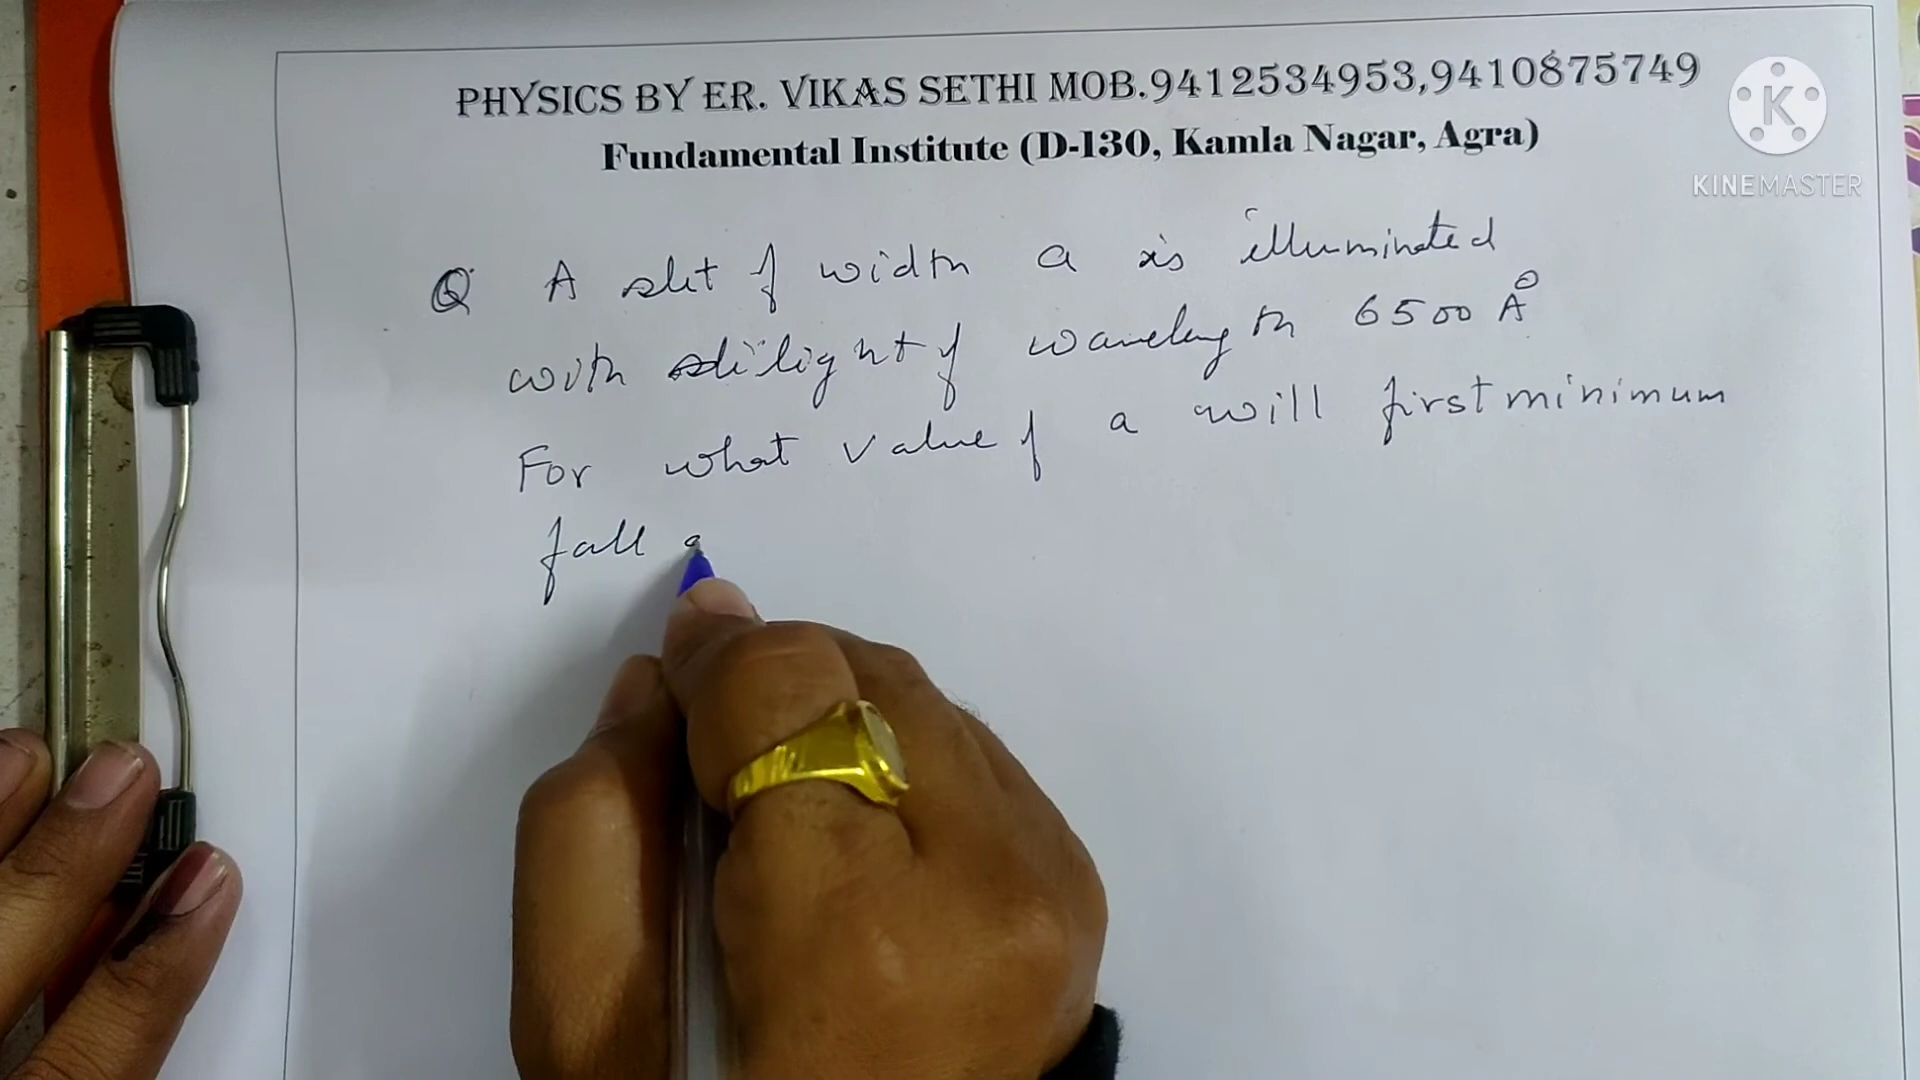 PHYSICS BY ER. VIKAS SETHI MOB.9412534953,9410875749
Fundamental Institute (D-130, Kamla Nagar, Agra)
K
KINEMASTER
Q A slit of width a is illuminated
with light of wavelength 6500 Å
For what value of a will first minimum
fall a